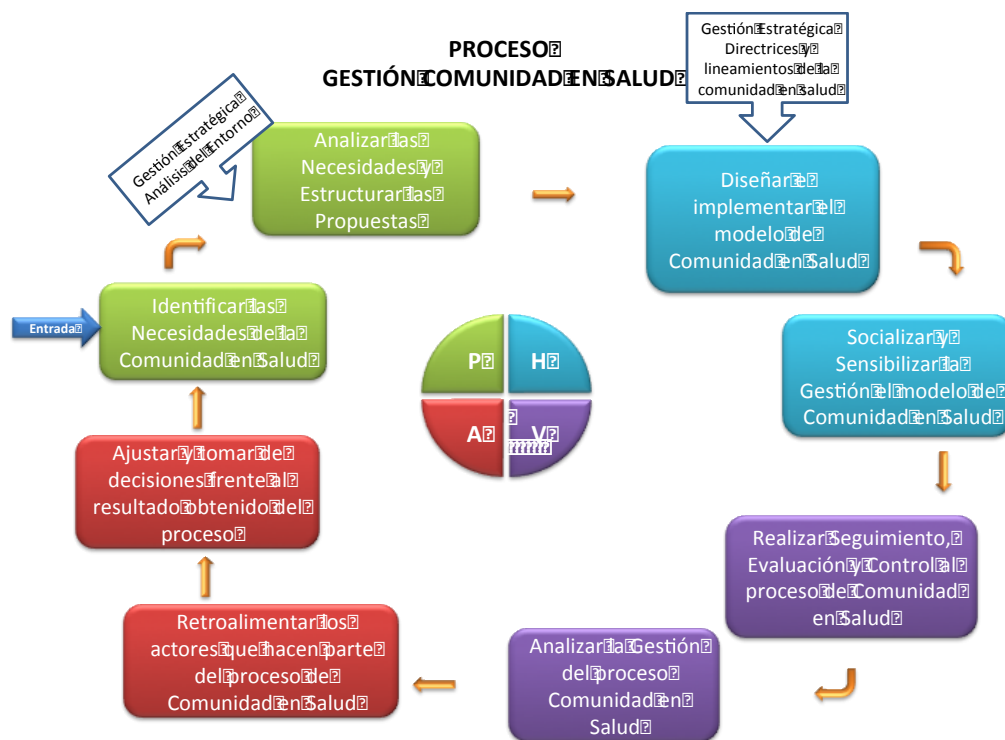 PROCESO
GESTIÓN COMUNIDAD EN SALUD
Gestión Estratégica
Directrices y
lineamientos de la
comunidad en salud
Gestión Estratégica
Análisis del Entorno
Analizar las
Necesidades y
Estructurar las
Propuestas
Diseñar e
implementar el
modelo de
Comunidad en Salud
Entrada
Identificar las
Necesidades de la
Comunidad en Salud
Socializar y
Sensibilizar la
Gestión el modelo de
Comunidad en Salud
P
H
A
V
Ajustar y tomar de
decisiones frente al
resultado obtenido del
proceso
Realizar Seguimiento,
Evaluación y Control al
proceso de Comunidad
en Salud
Retroalimentar los
actores que hacen parte
del proceso de
Comunidad en Salud
Analizar la Gestión
del proceso
Comunidad en
Salud